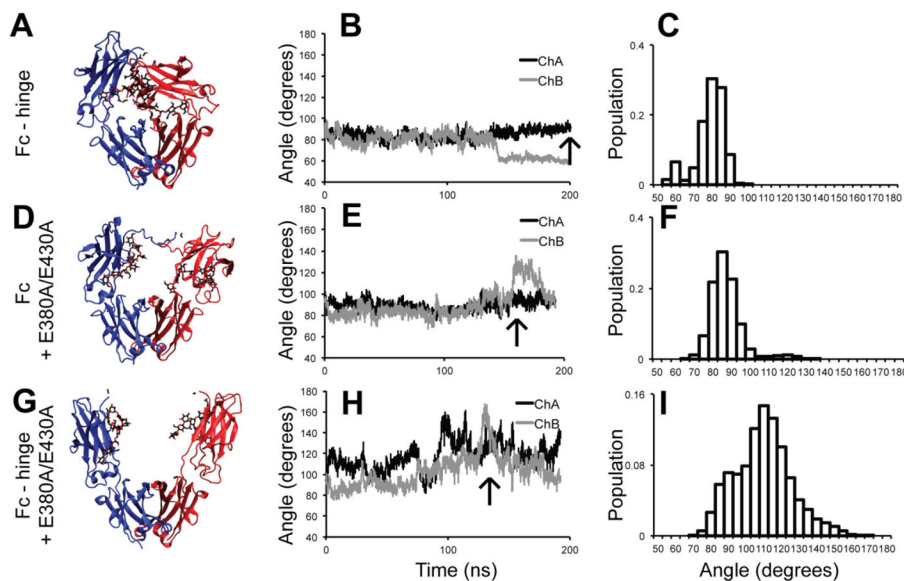 A B C
Fc - hinge
Angle (degrees)
180
160
140
120
100
80
60
40
ChA
ChB
0 100 200
Population
0.4
0.2
0
50 60 70 80 90 100 110 120 130 140 150 160 170 180
D E F
Fc
+ E380A/E430A
Angle (degrees)
180
160
140
120
100
80
60
40
ChA
ChB
0 100 200
Population
0.4
0.2
0
50 60 70 80 90 100 110 120 130 140 150 160 170 180
G H I
Fc - hinge
+ E380A/E430A
Angle (degrees)
180
160
140
120
100
80
60
40
ChA
ChB
0 100 200
Time (ns)
Population
0.16
0.08
0
50 60 70 80 90 100 110 120 130 140 150 160 170 180
Angle (degrees)